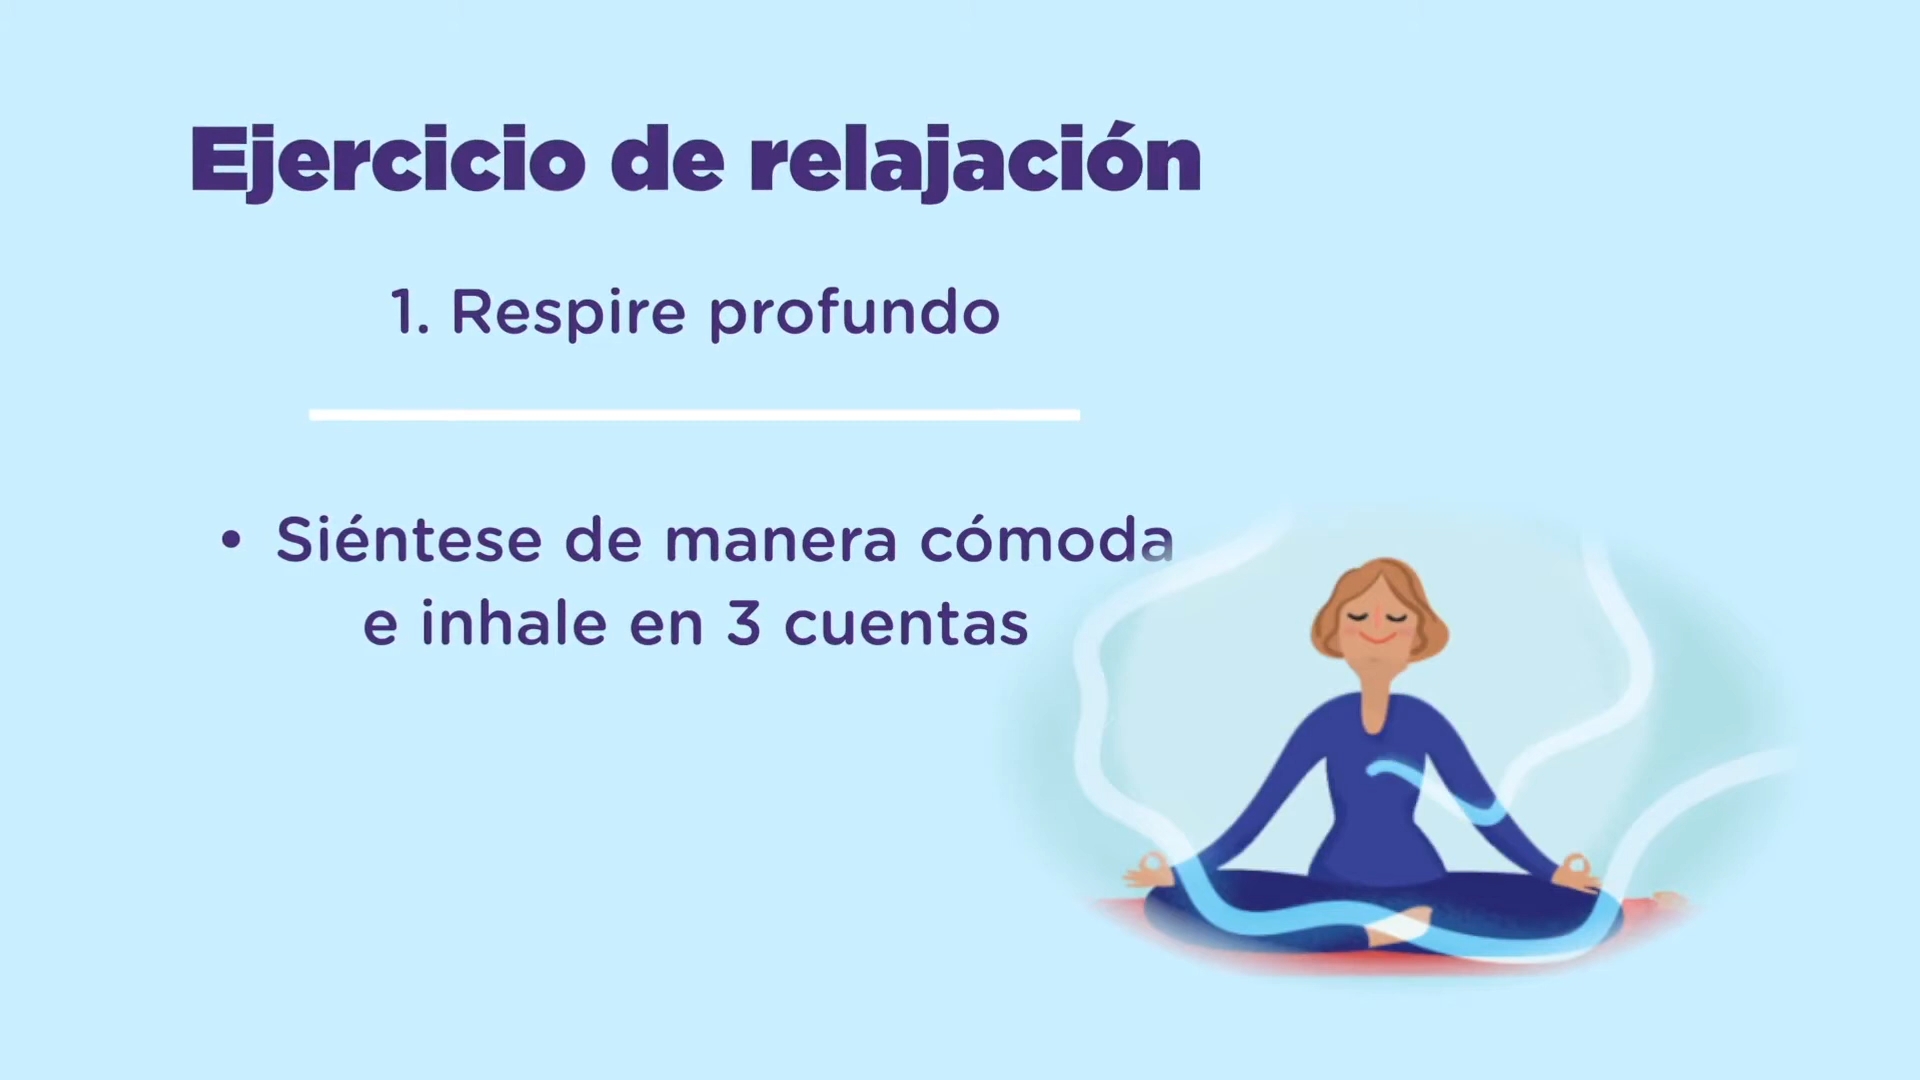 Ejercicio de relajación
1. Respire profundo
• Siéntese de manera cómoda
e inhale en 3 cuentas